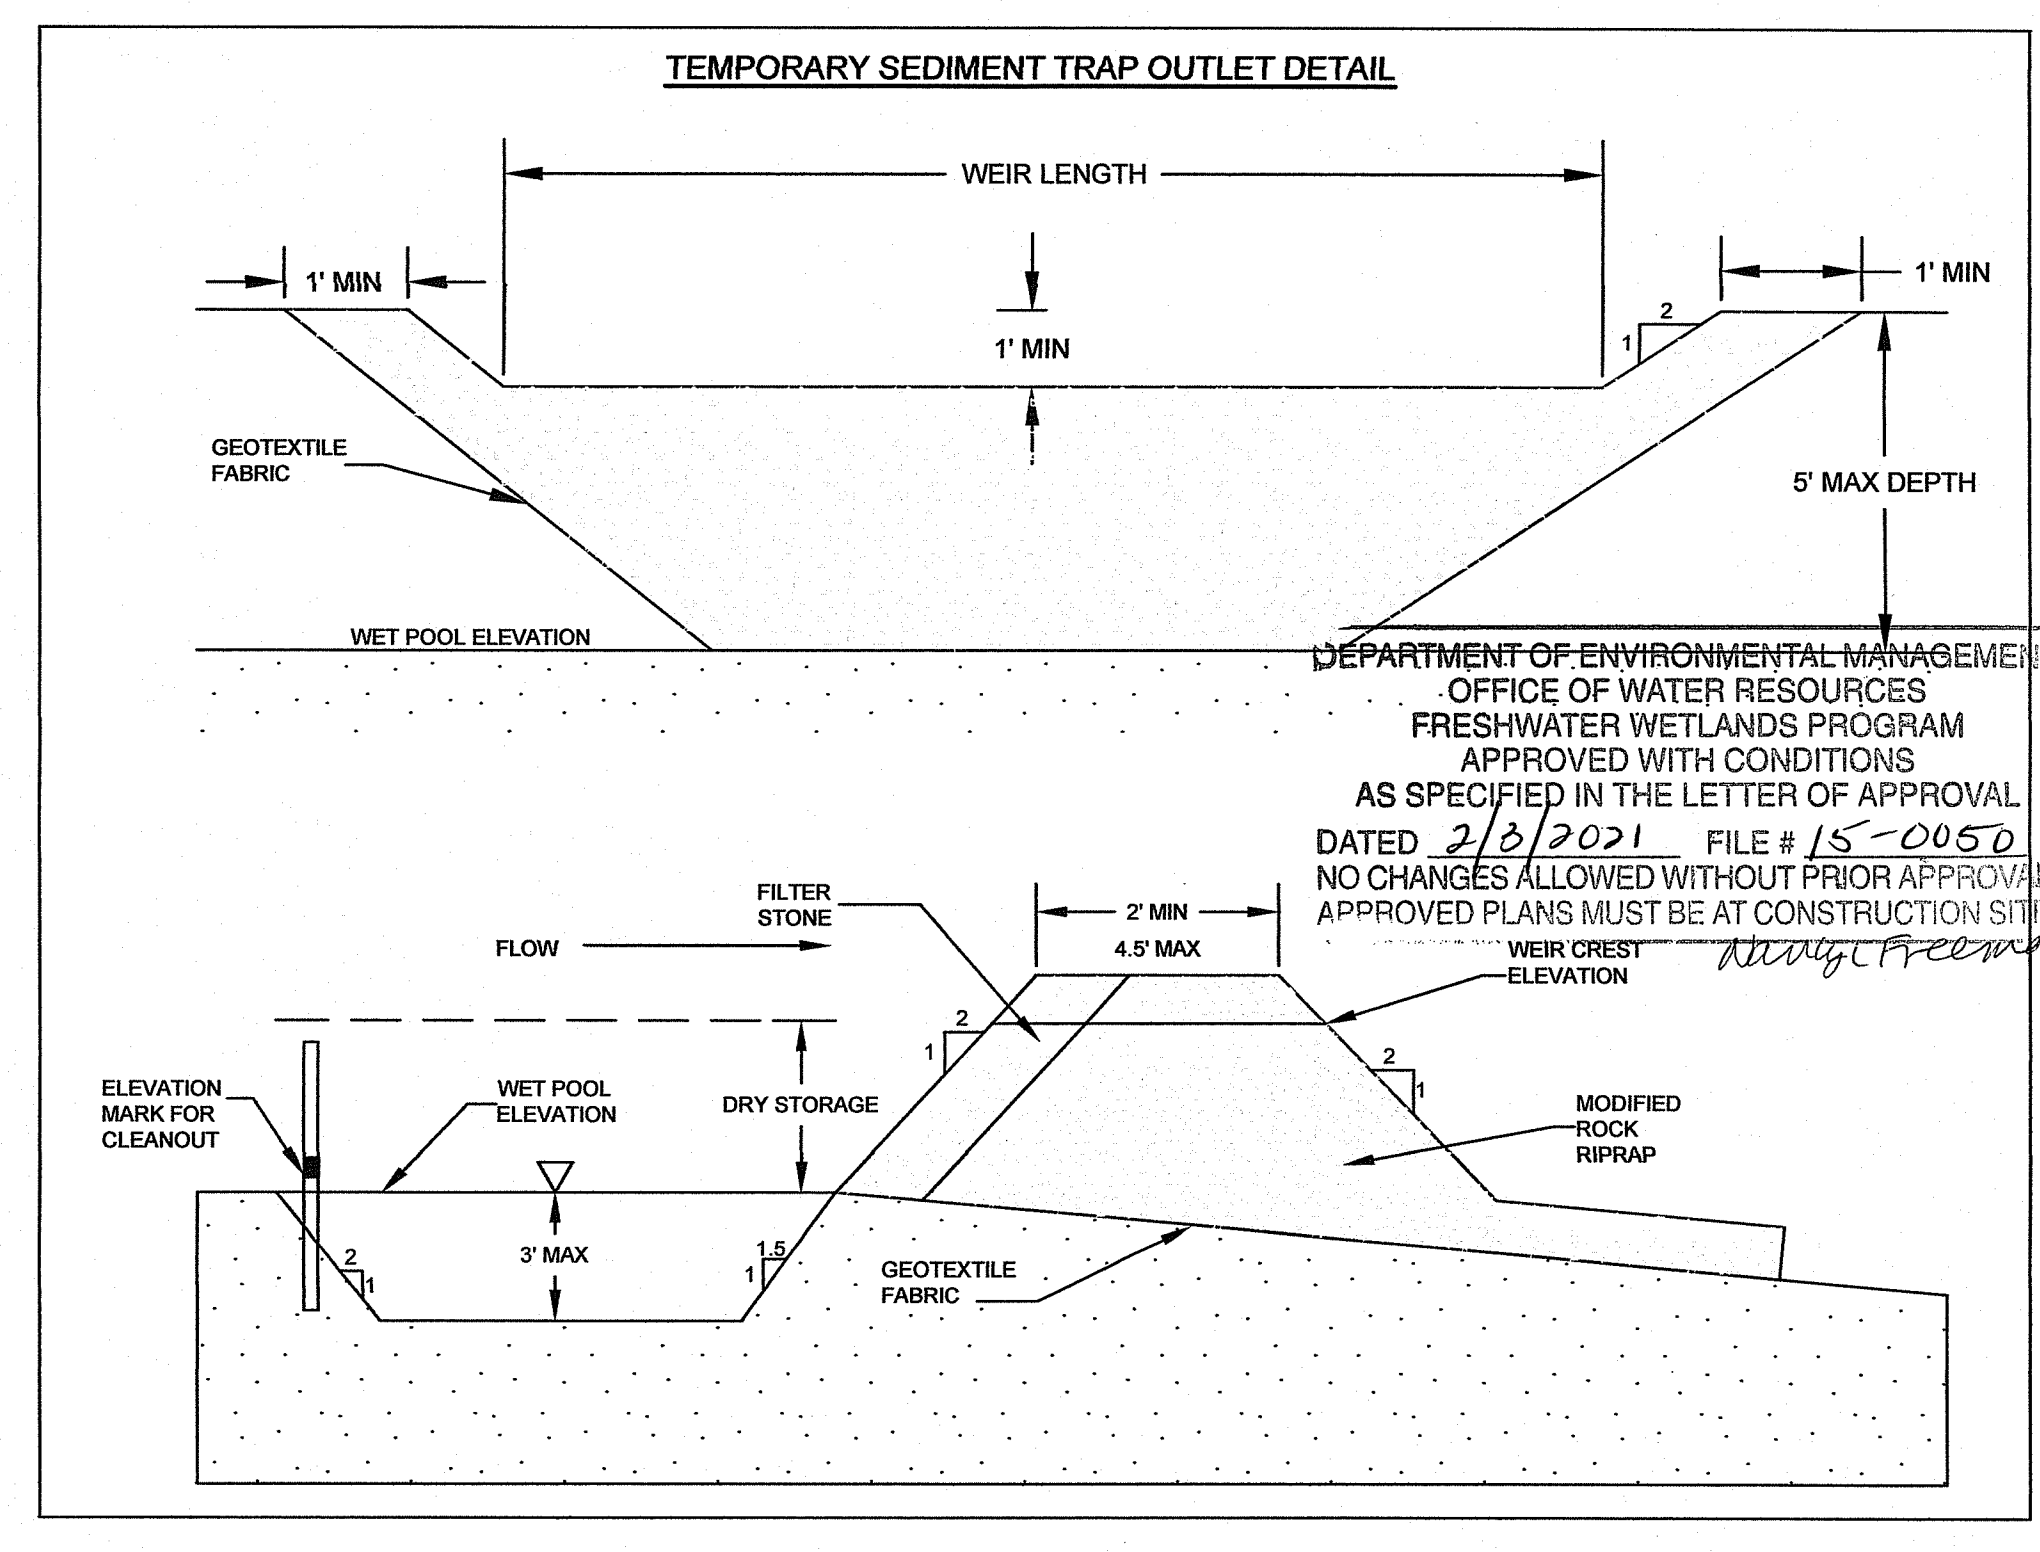 TEMPORARY SEDIMENT TRAP OUTLET DETAIL
WEIR LENGTH
1' MIN
1' MIN
1' MIN
2
1
GEOTEXTILE
FABRIC
5' MAX DEPTH
WET POOL ELEVATION
DEPARTMENT OF ENVIRONMENTAL MANAGEMEN
OFFICE OF WATER RESOURCES
FRESHWATER WETLANDS PROGRAM
APPROVED WITH CONDITIONS
AS SPECIFIED IN THE LETTER OF APPROVAL
DATED 2/3/2021 FILE # 15-0050
NO CHANGES ALLOWED WITHOUT PRIOR APPROVAL
APPROVED PLANS MUST BE AT CONSTRUCTION SIT
FILTER
STONE
FLOW
2' MIN
4.5' MAX
WEIR CREST
ELEVATION
2
1
2
1
ELEVATION
MARK FOR
CLEANOUT
WET POOL
ELEVATION
DRY STORAGE
MODIFIED
ROCK
RIPRAP
2
1
3' MAX
1.5
1
GEOTEXTILE
FABRIC